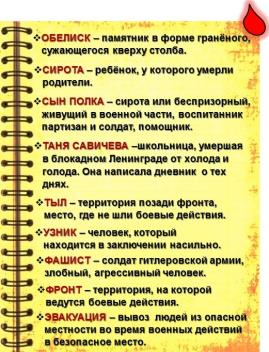 ❖ОБЕЛИСК – памятник в форме гранёного,
сужающегося кверху столба.
❖СИРОТА – ребёнок, у которого умерли
родители.
❖СЫН ПОЛКА – сирота или беспризорный,
живущий в военной части, воспитанник
партизан и солдат, помощник.
❖ТАНЯ САВИЧЕВА –школьница, умершая
в блокадном Ленинграде от холода и
голода. Она написала дневник о тех
днях.
❖ТЫЛ – территория позади фронта,
место, где не шли боевые действия.
❖УЗНИК – человек, который
находится в заключении насильно.
❖ФАШИСТ – солдат гитлеровской армии,
злобный, агрессивный человек.
❖ФРОНТ – территория, на которой
ведутся боевые действия.
❖ЭВАКУАЦИЯ – вывоз людей из опасной
местности во время военных действий
в безопасное место.